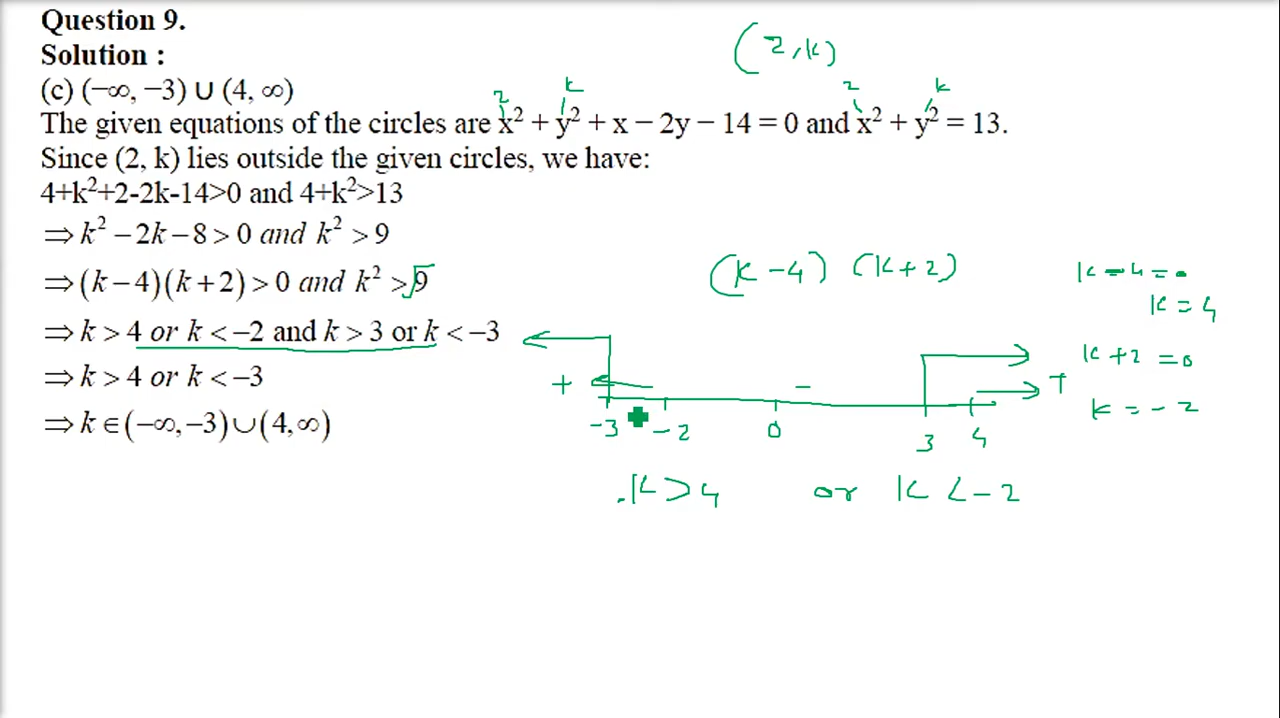 Question 9.
(2, k)
Solution :
(c) (−∞, −3) ∪ (4, ∞)
2 k 2 k
The given equations of the circles are x² + y² + x − 2y − 14 = 0 and x² + y² = 13.
Since (2, k) lies outside the given circles, we have:
4+k²+2-2k-14>0 and 4+k²>13
⇒ k² − 2k − 8 > 0 and k² > 9
⇒ (k − 4)(k + 2) > 0 and k² > 9
(k − 4) (k + 2)
k − 4 = 0
k = 4
⇒ k > 4 or k < −2 and k > 3 or k < −3
k + 2 = 0
k = − 2
⇒ k > 4 or k < −3
+ − +
⇒ k ∈ (−∞, −3) ∪ (4, ∞)
-3 -2 0 3 4
k > 4 or k < − 2